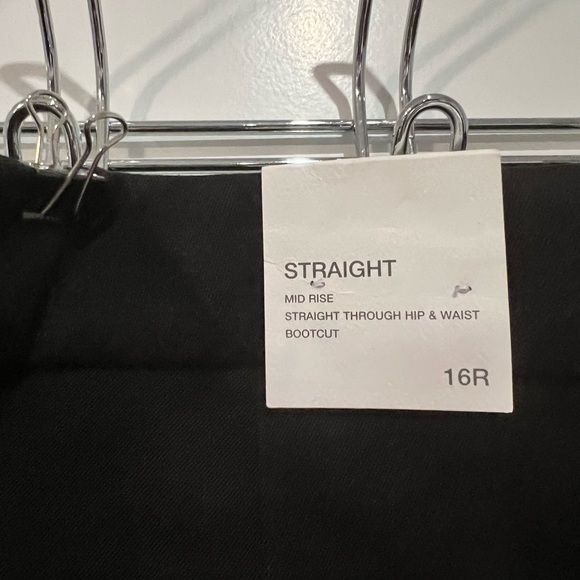 STRAIGHT
MID RISE
STRAIGHT THROUGH HIP & WAIST
BOOTCUT
16R